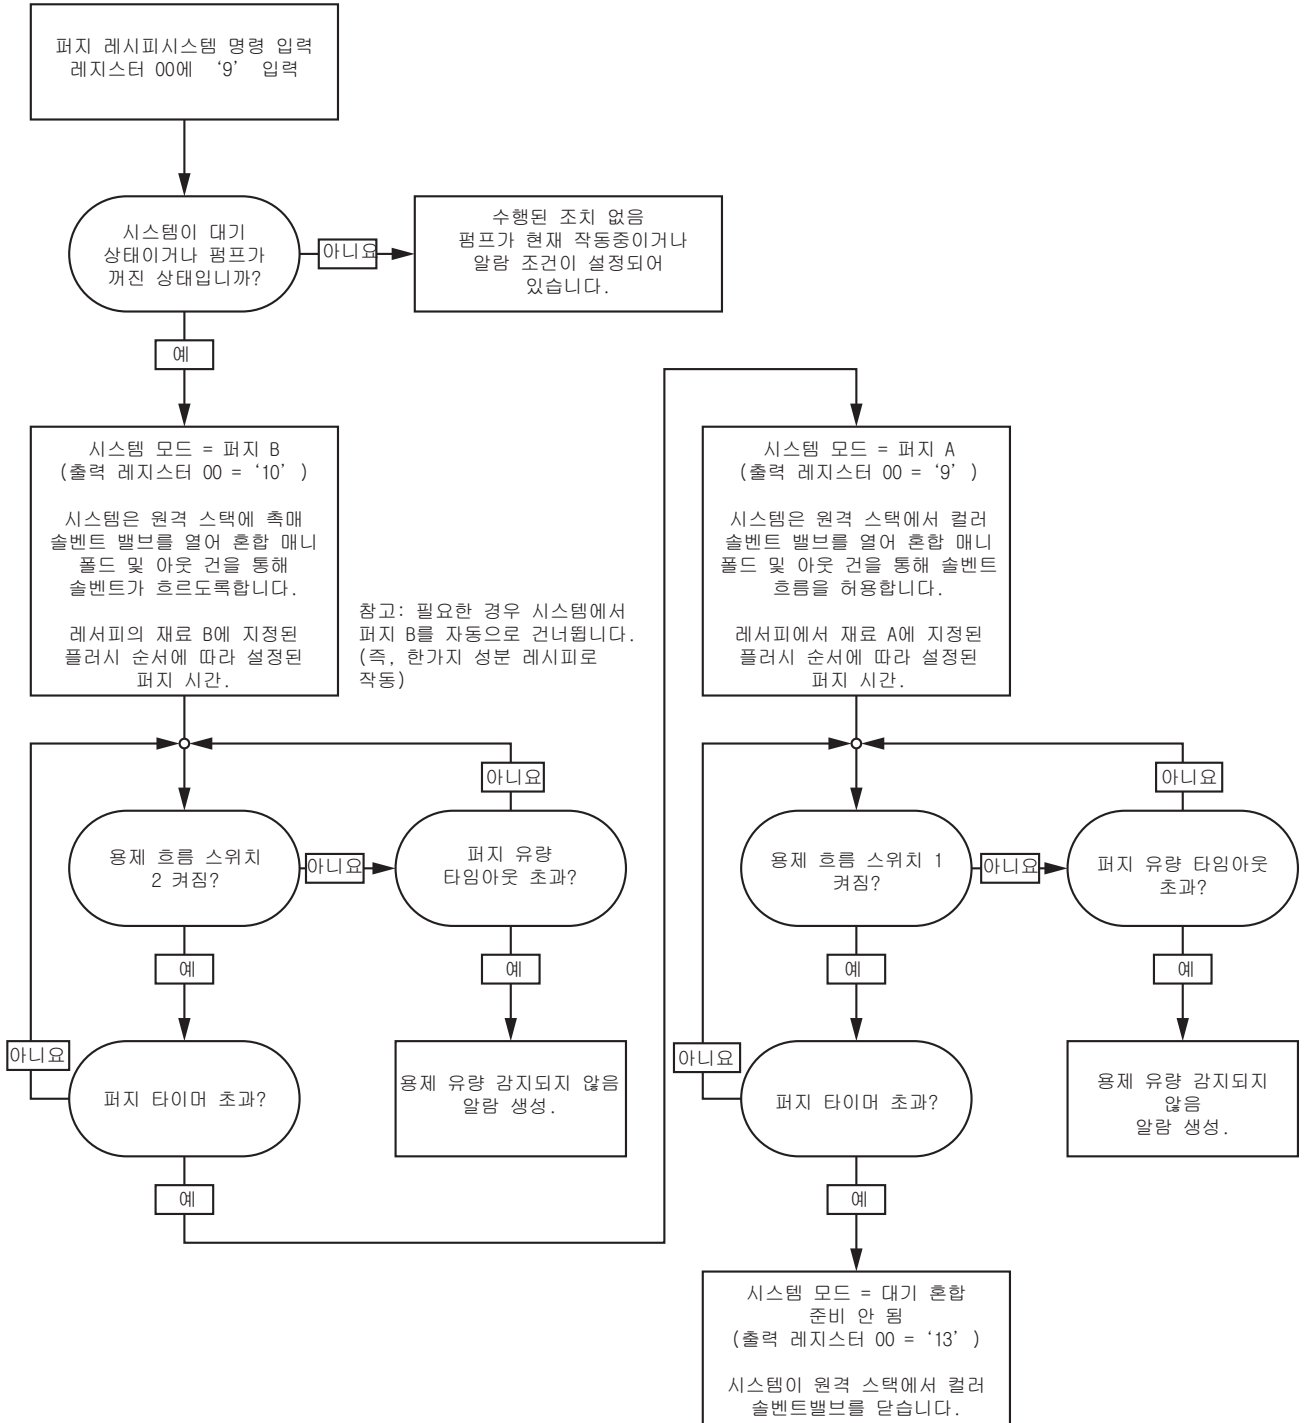 퍼지 레시피시스템 명령 입력
레지스터 00에 ‘9’ 입력
시스템이 대기
상태이거나 펌프가
꺼진 상태입니까?
아니요
수행된 조치 없음
펌프가 현재 작동중이거나
알람 조건이 설정되어
있습니다.
예
시스템 모드 = 퍼지 B
(출력 레지스터 00 = ‘10’ )
시스템은 원격 스택에 촉매
솔벤트 밸브를 열어 혼합 매니
폴드 및 아웃 건을 통해
솔벤트가 흐르도록합니다.
레서피의 재료 B에 지정된
플러시 순서에 따라 설정된
퍼지 시간.
참고: 필요한 경우 시스템에서
퍼지 B를 자동으로 건너뜁니다.
(즉, 한가지 성분 레시피로
작동)
아니요
용제 흐름 스위치
2 켜짐?
아니요
퍼지 유량
타임아웃 초과?
예
예
아니요
퍼지 타이머 초과?
용제 유량 감지되지 않음
알람 생성.
예
시스템 모드 = 퍼지 A
(출력 레지스터 00 = ‘9’ )
시스템은 원격 스택에서 컬러
솔벤트 밸브를 열어 혼합 매니
폴드 및 아웃 건을 통해 솔벤트
흐름을 허용합니다.
레서피에서 재료 A에 지정된
플러시 순서에 따라 설정된
퍼지 시간.
아니요
용제 흐름 스위치 1
켜짐?
아니요
퍼지 유량 타임아웃
초과?
예
예
아니요
퍼지 타이머 초과?
용제 유량 감지되지
않음
알람 생성.
예
시스템 모드 = 대기 혼합
준비 안 됨
(출력 레지스터 00 = ‘13’ )
시스템이 원격 스택에서 컬러
솔벤트밸브를 닫습니다.